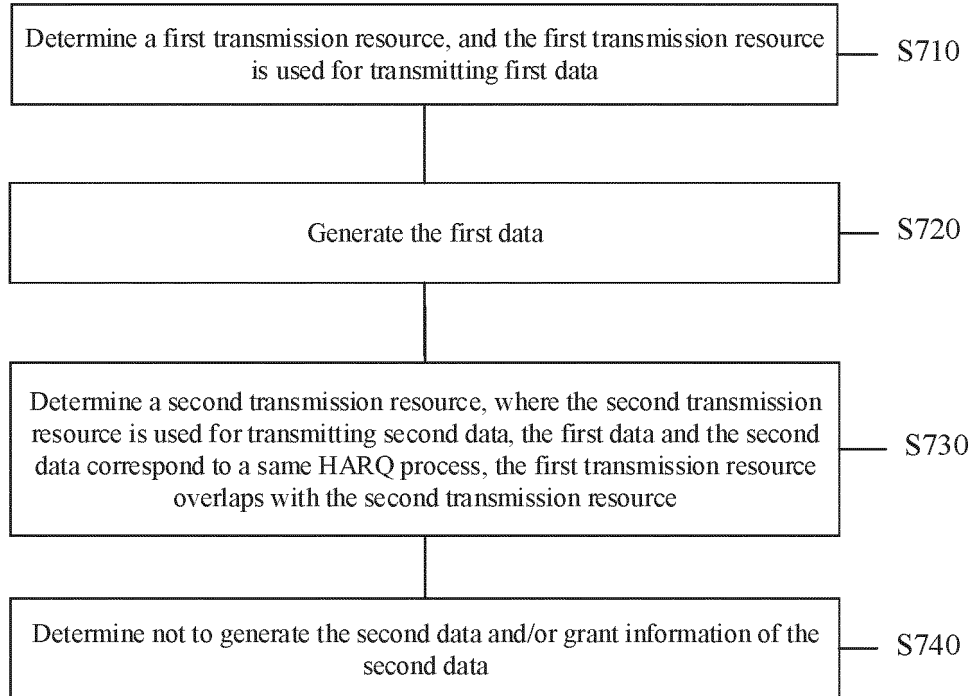 Determine a first transmission resource, and the first transmission resource
is used for transmitting first data
S710
Generate the first data
S720
Determine a second transmission resource, where the second transmission
resource is used for transmitting second data, the first data and the second
data correspond to a same HARQ process, the first transmission resource
overlaps with the second transmission resource
S730
Determine not to generate the second data and/or grant information of the
second data
S740